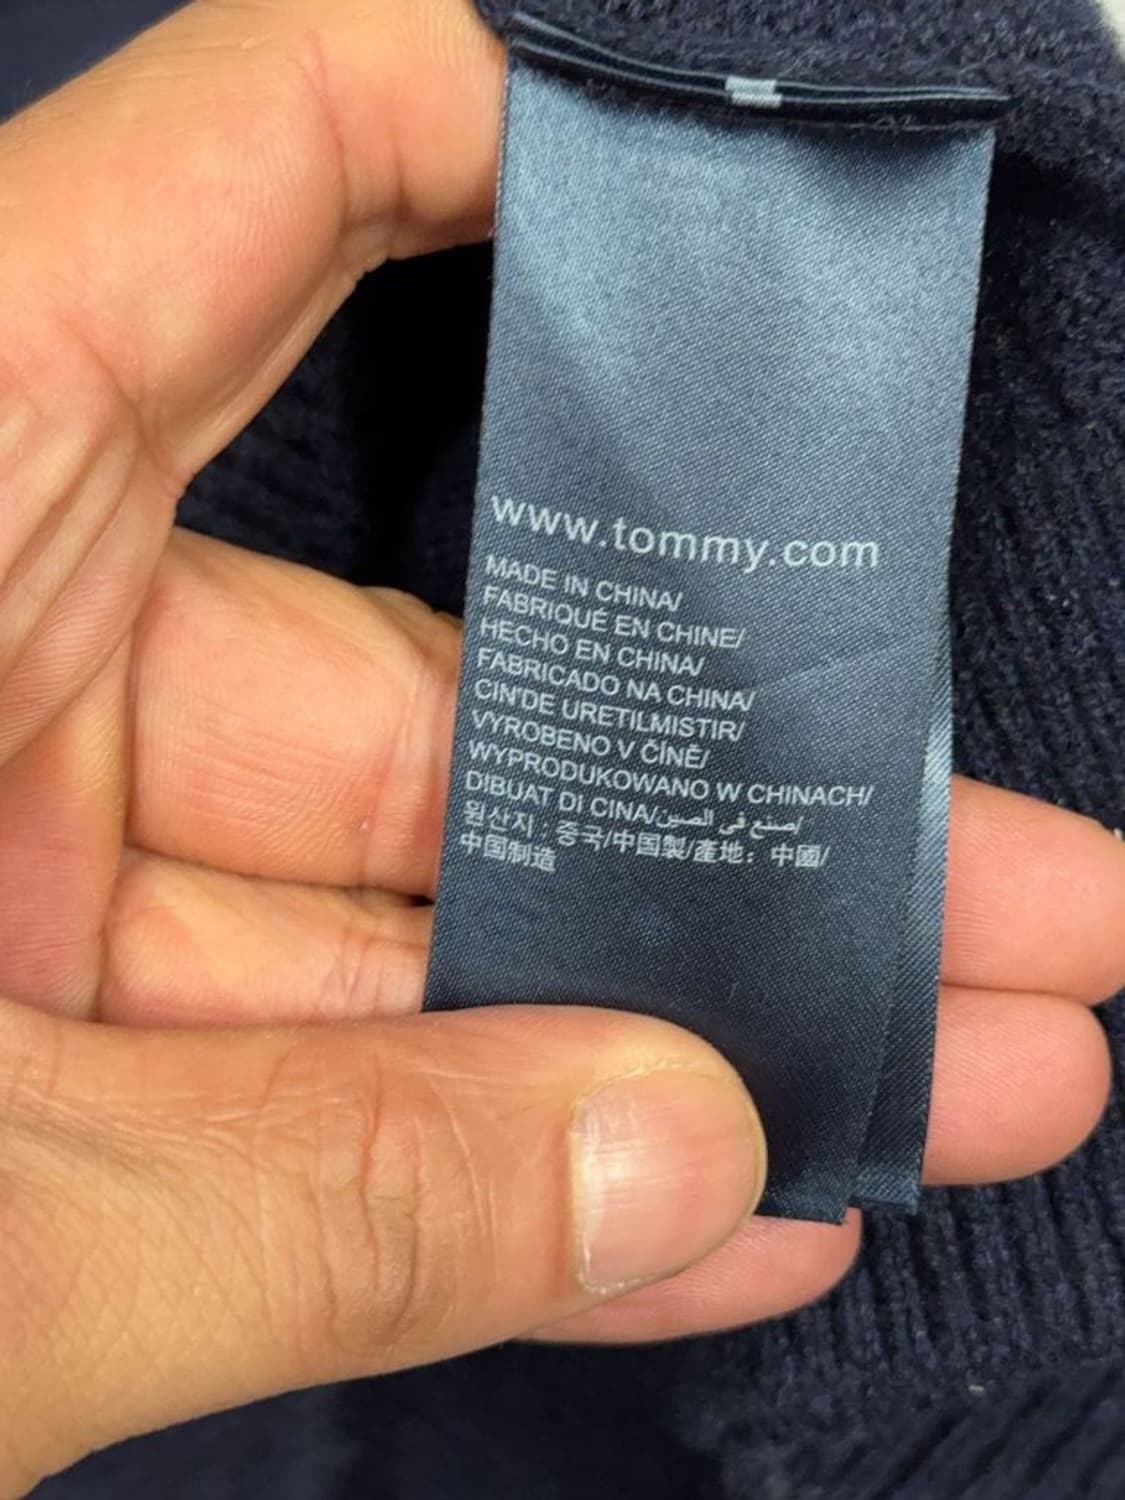 www.tommy.com
MADE IN CHINA/
FABRIQUÉ EN CHINE/
HECHO EN CHINA/
FABRICADO NA CHINA/
CIN'DE URETILMISTIR/
VYROBENO V ČÍNĚ/
WYPRODUKOWANO W CHINACH/
DIBUAT DI CINA/صنع في الصين/
원산지 : 중국/中国製/產地：中國/
中国制造